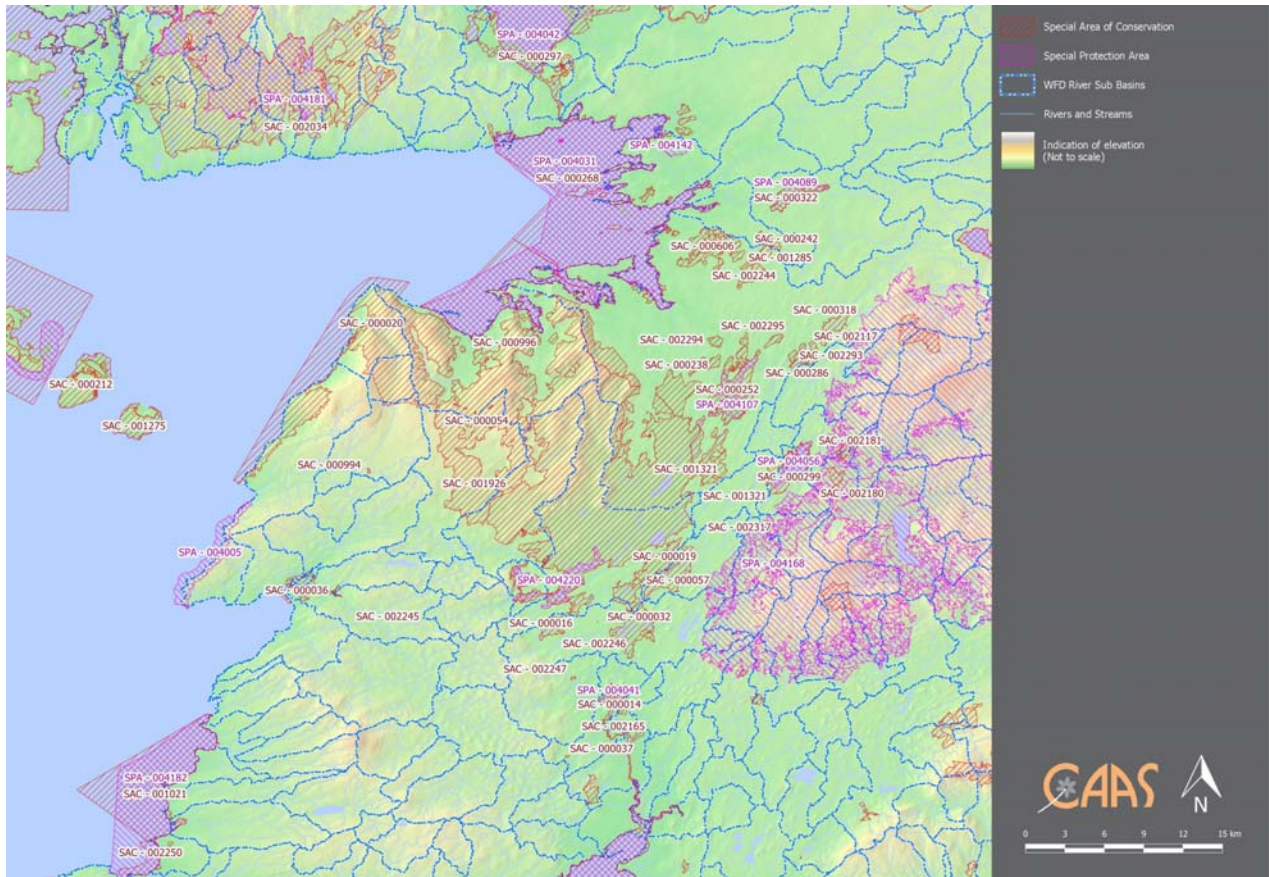 SPA - 004042
SAC - 000297
SPA - 004181
SAC - 002034
SPA - 004142
SPA - 004031
SAC - 000268
SPA - 004089
SAC - 000322
SAC - 000606
SAC - 000242
SAC - 001285
SAC - 002244
SAC - 000020
SAC - 000996
SAC - 000318
SAC - 002295
SAC - 002294
SAC - 002117
SAC - 002293
SAC - 000238
SAC - 000286
SAC - 000212
SAC - 000252
SPA - 004107
SAC - 001275
SAC - 000054
SAC - 002181
SAC - 000994
SPA - 004056
SAC - 001321
SAC - 000299
SAC - 001926
SAC - 001321
SAC - 002180
SAC - 002317
SPA - 004005
SAC - 000019
SPA - 004168
SPA - 004220
SAC - 000057
SAC - 000036
SAC - 002245
SAC - 000032
SAC - 000016
SAC - 002246
SAC - 002247
SPA - 004041
SAC - 000014
SAC - 002165
SAC - 000037
SPA - 004182
SAC - 001021
SAC - 002250
Special Area of Conservation
Special Protection Area
WFD River Sub Basins
Rivers and Streams
Indication of elevation
(Not to scale)
CAAS
N
0 3 6 9 12 15 km